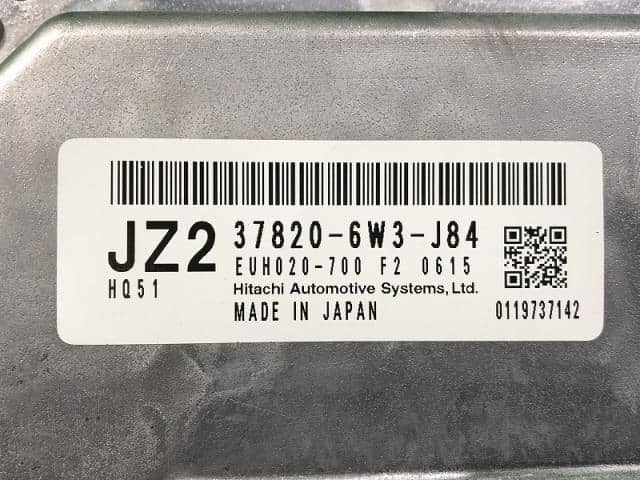 JZ2 37820-6W3-J84
EUH020-700 F2 0615
HQ51 Hitachi Automotive Systems, Ltd.
MADE IN JAPAN 0119737142